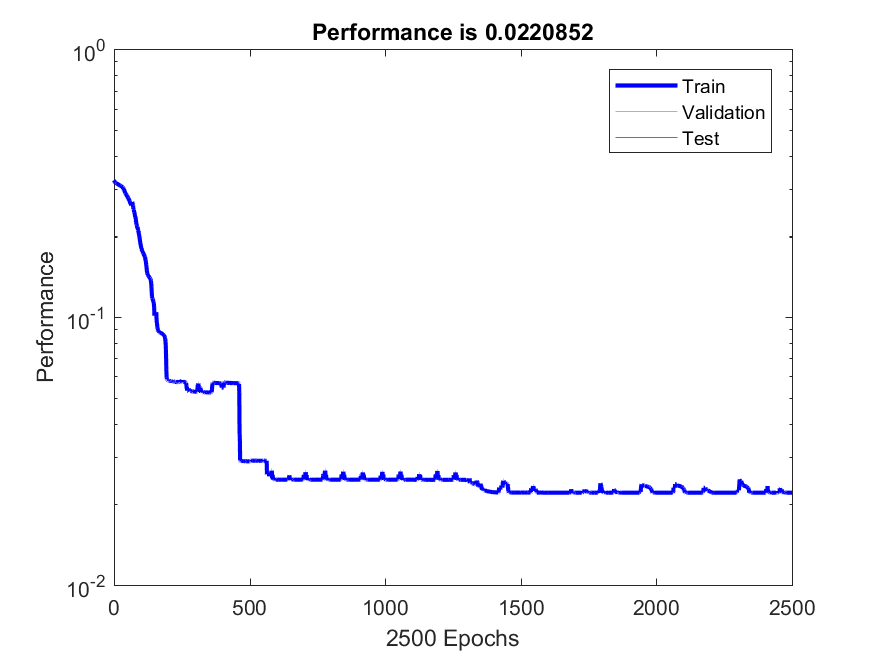 Performance is 0.0220852
10^0
Train
Validation
Test
10^-1
Performance
10^-2
0 500 1000 1500 2000 2500
2500 Epochs